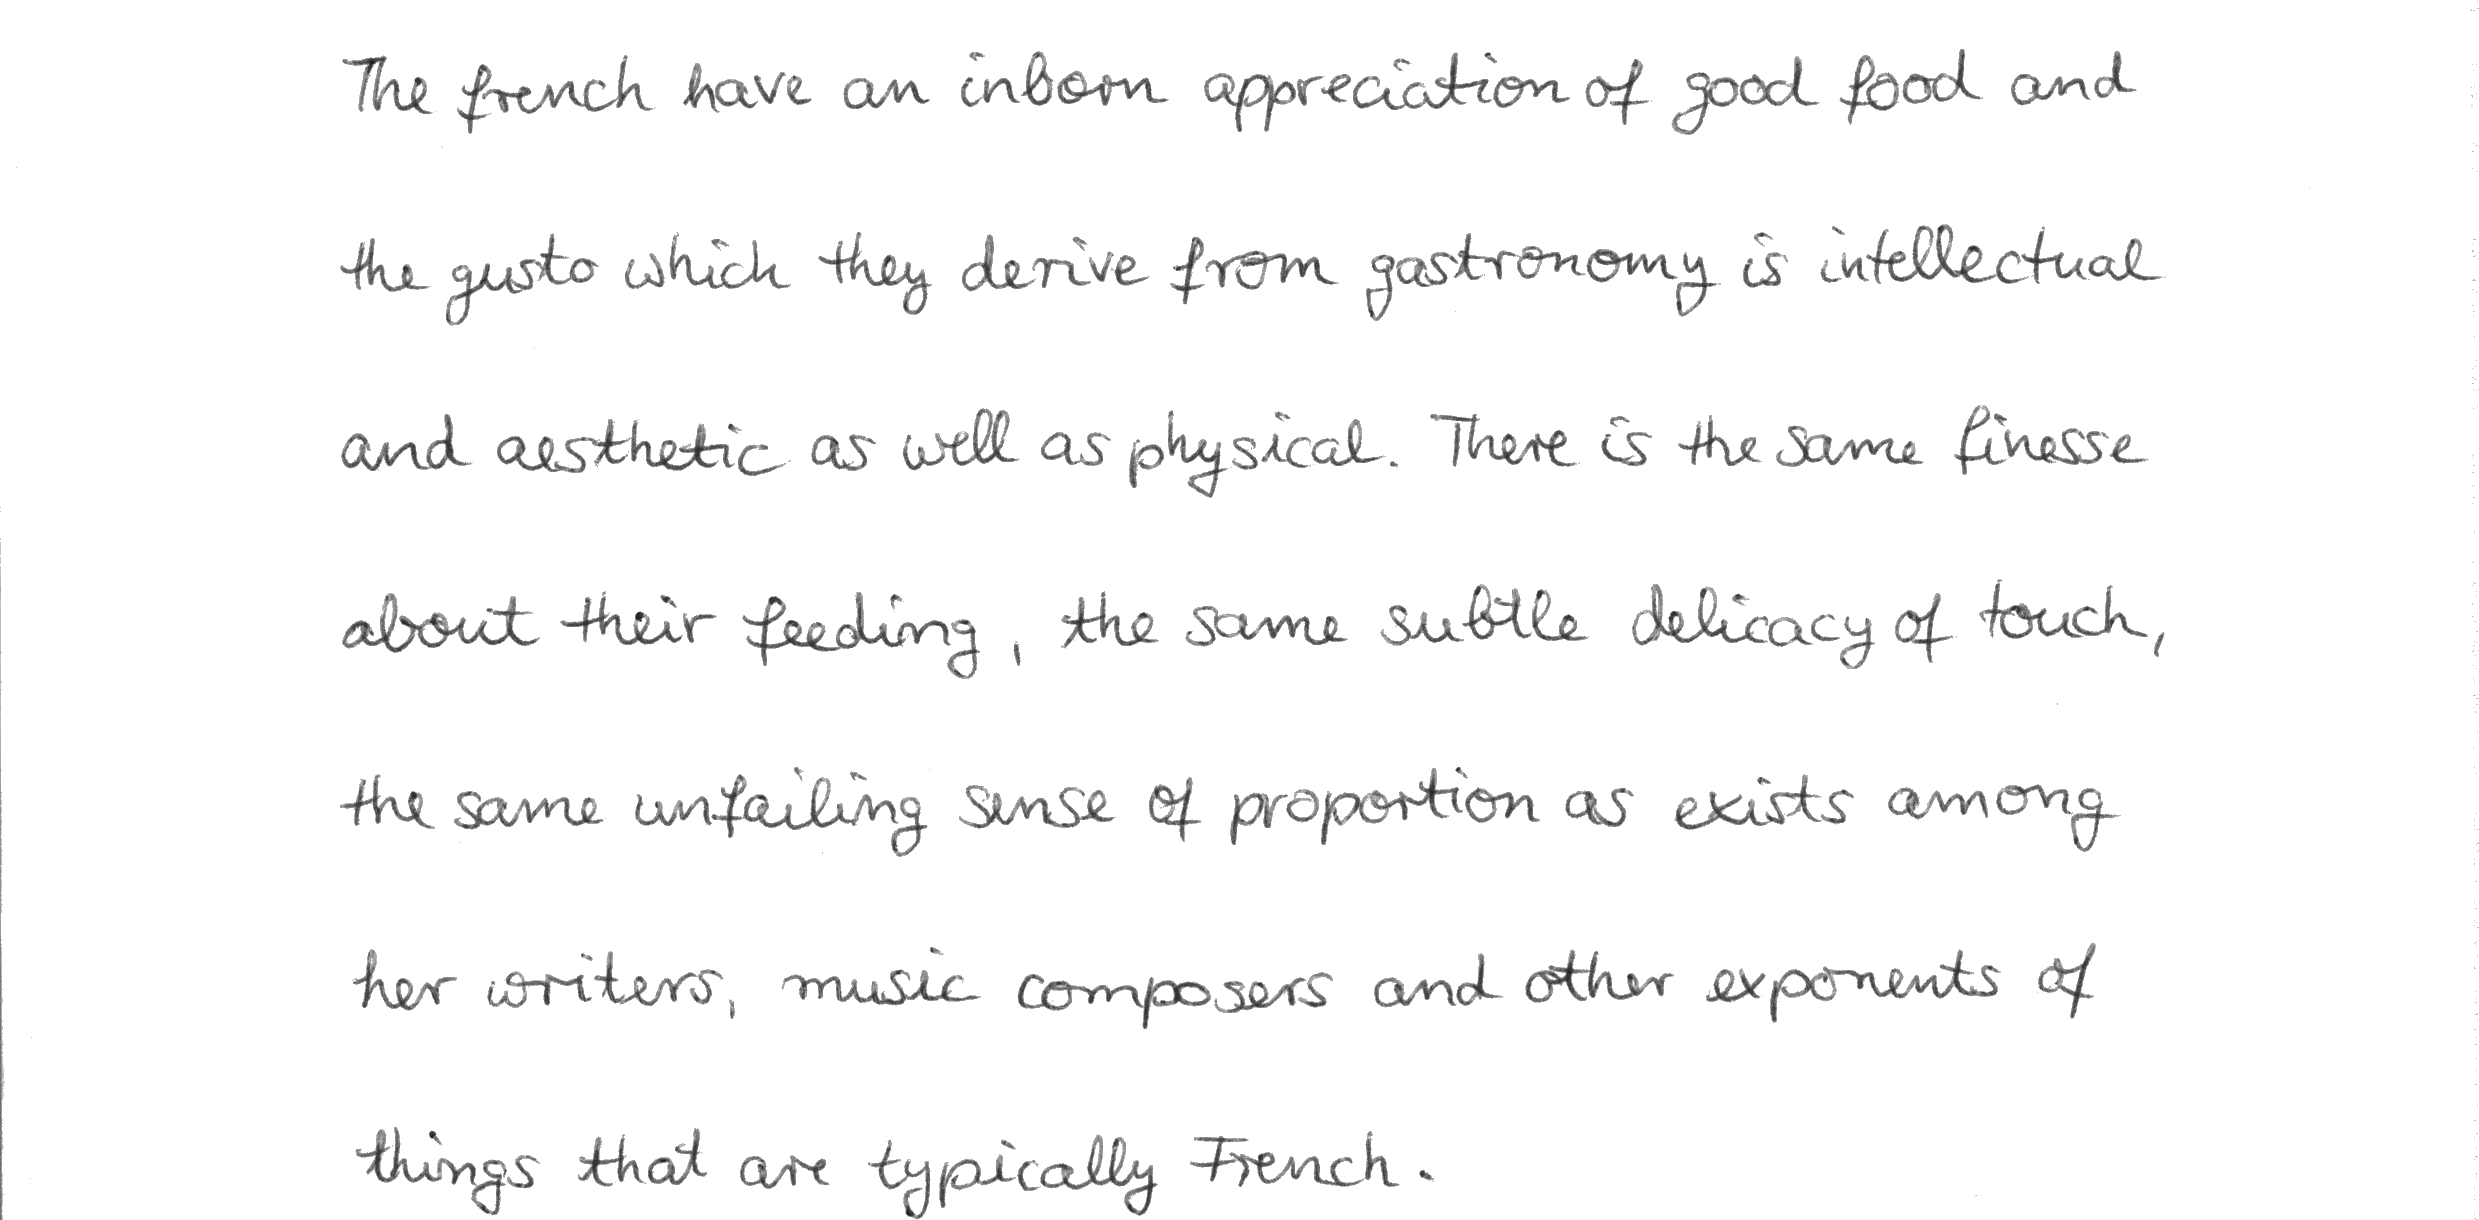 The french have an inborn appreciation of good food and
the gusto which they derive from gastronomy is intellectual
and aesthetic as well as physical. There is the same finesse
about their feeding, the same subtle delicacy of touch,
the same unfailing sense of proportion as exists among
her writers, music composers and other exponents of
things that are typically French.